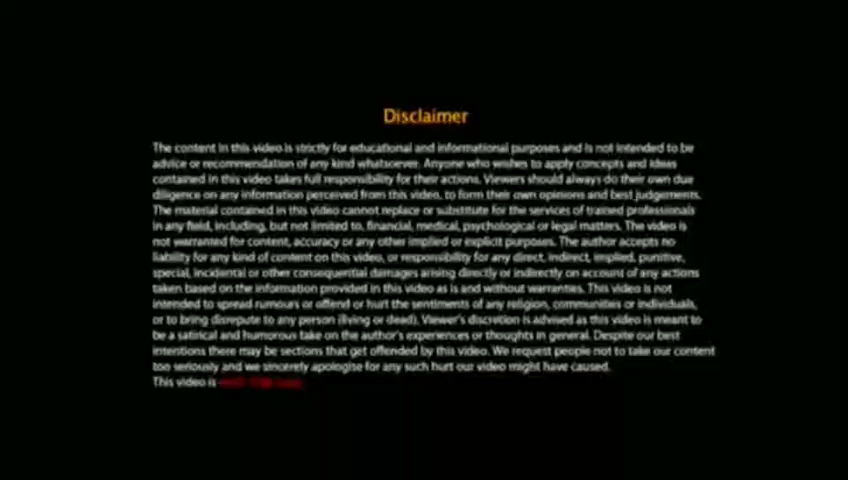 Disclaimer
The content in this video is strictly for educational and informational purposes and is not intended to be
advice or recommendation of any kind whatsoever. Anyone who wishes to apply concepts and ideas
contained in this video takes full responsibility for their actions. Viewers should always do their own due
diligence on any information perceived from this video, to form their own opinions and best judgements.
The material contained in this video cannot replace or substitute for the services of trained professionals
in any field, including, but not limited to, financial, medical, psychological or legal matters. The video is
not warranted for content, accuracy or any other implied or explicit purposes. The author accepts no
liability for any kind of content on this video, or responsibility for any direct, indirect, implied, punitive,
special, incidental or other consequential damages arising directly or indirectly on account of any actions
taken based on the information provided in this video as is and without warranties. This video is not
intended to spread rumours or offend or hurt the sentiments of any religion, communities or individuals,
or to bring disrepute to any person (living or dead). Viewer's discretion is advised as this video is meant to
be a satirical and humorous take on the author's experiences or thoughts in general. Despite our best
intentions there may be sections that get offended by this video. We request people not to take our content
too seriously and we sincerely apologise for any such hurt our video might have caused.
This video is